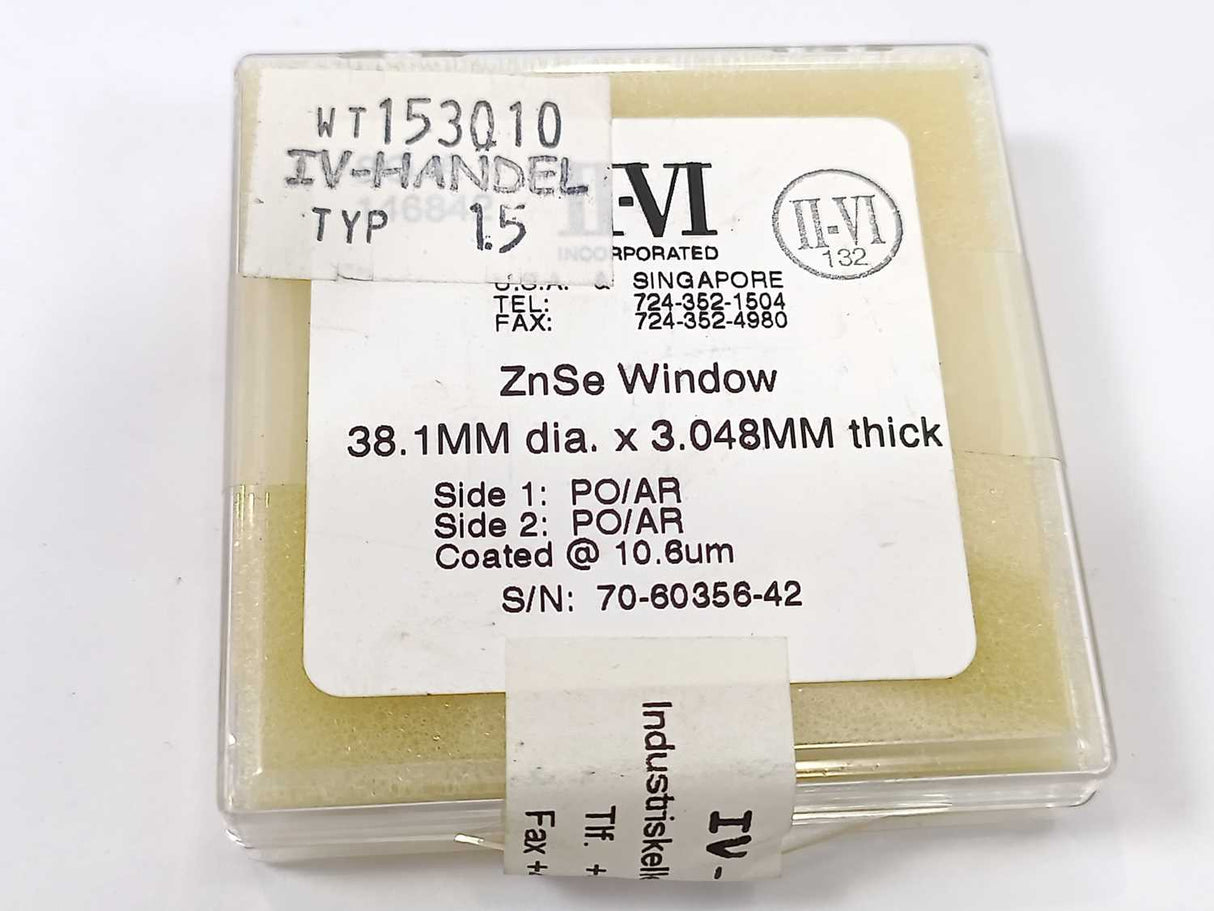 WT153Q10
IV-HANDEL
TYP 1.5
II-VI
INCORPORATED
U.S.A. & SINGAPORE
TEL: 724-352-1504
FAX: 724-352-4980
II-VI
132
ZnSe Window
38.1MM dia. x 3.048MM thick
Side 1: PO/AR
Side 2: PO/AR
Coated @ 10.6um
S/N: 70-60356-42
IV-
Tlf. +
Fax +